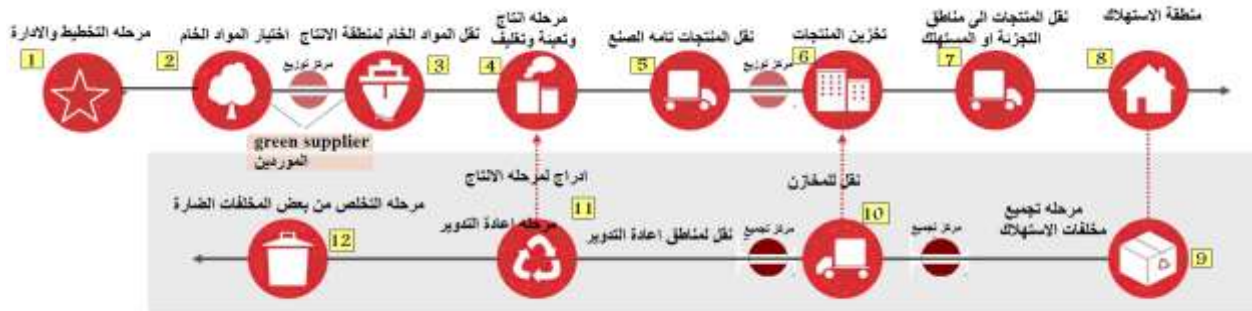 مرحله التخطيط والادارة
1
اختيار المواد الخام
2
مركز توزيع
green supplier
الموردين
نقل المواد الخام لمنطقة الانتاج
3
مرحله انتاج
وتعبئة وتغليف
4
نقل المنتجات تامه الصنع
5
مركز توزيع
تخزين المنتجات
6
نقل المنتجات الى مناطق
التجزئة او المستهلك
7
منطقة الاستهلاك
8
مرحله تجميع
مخلفات الاستهلاك
9
مركز تجميع
نقل للمخازن
10
مركز تجميع
نقل لمناطق اعادة التدوير
ادراج لمرحله الانتاج
11
مرحله اعادة التدوير
مرحله التخلص من بعض المخلفات الضارة
12